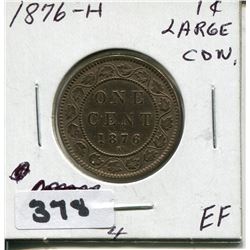 1876-H
1¢
LARGE
CDN.
ONE
CENT
1876
H
378
EF